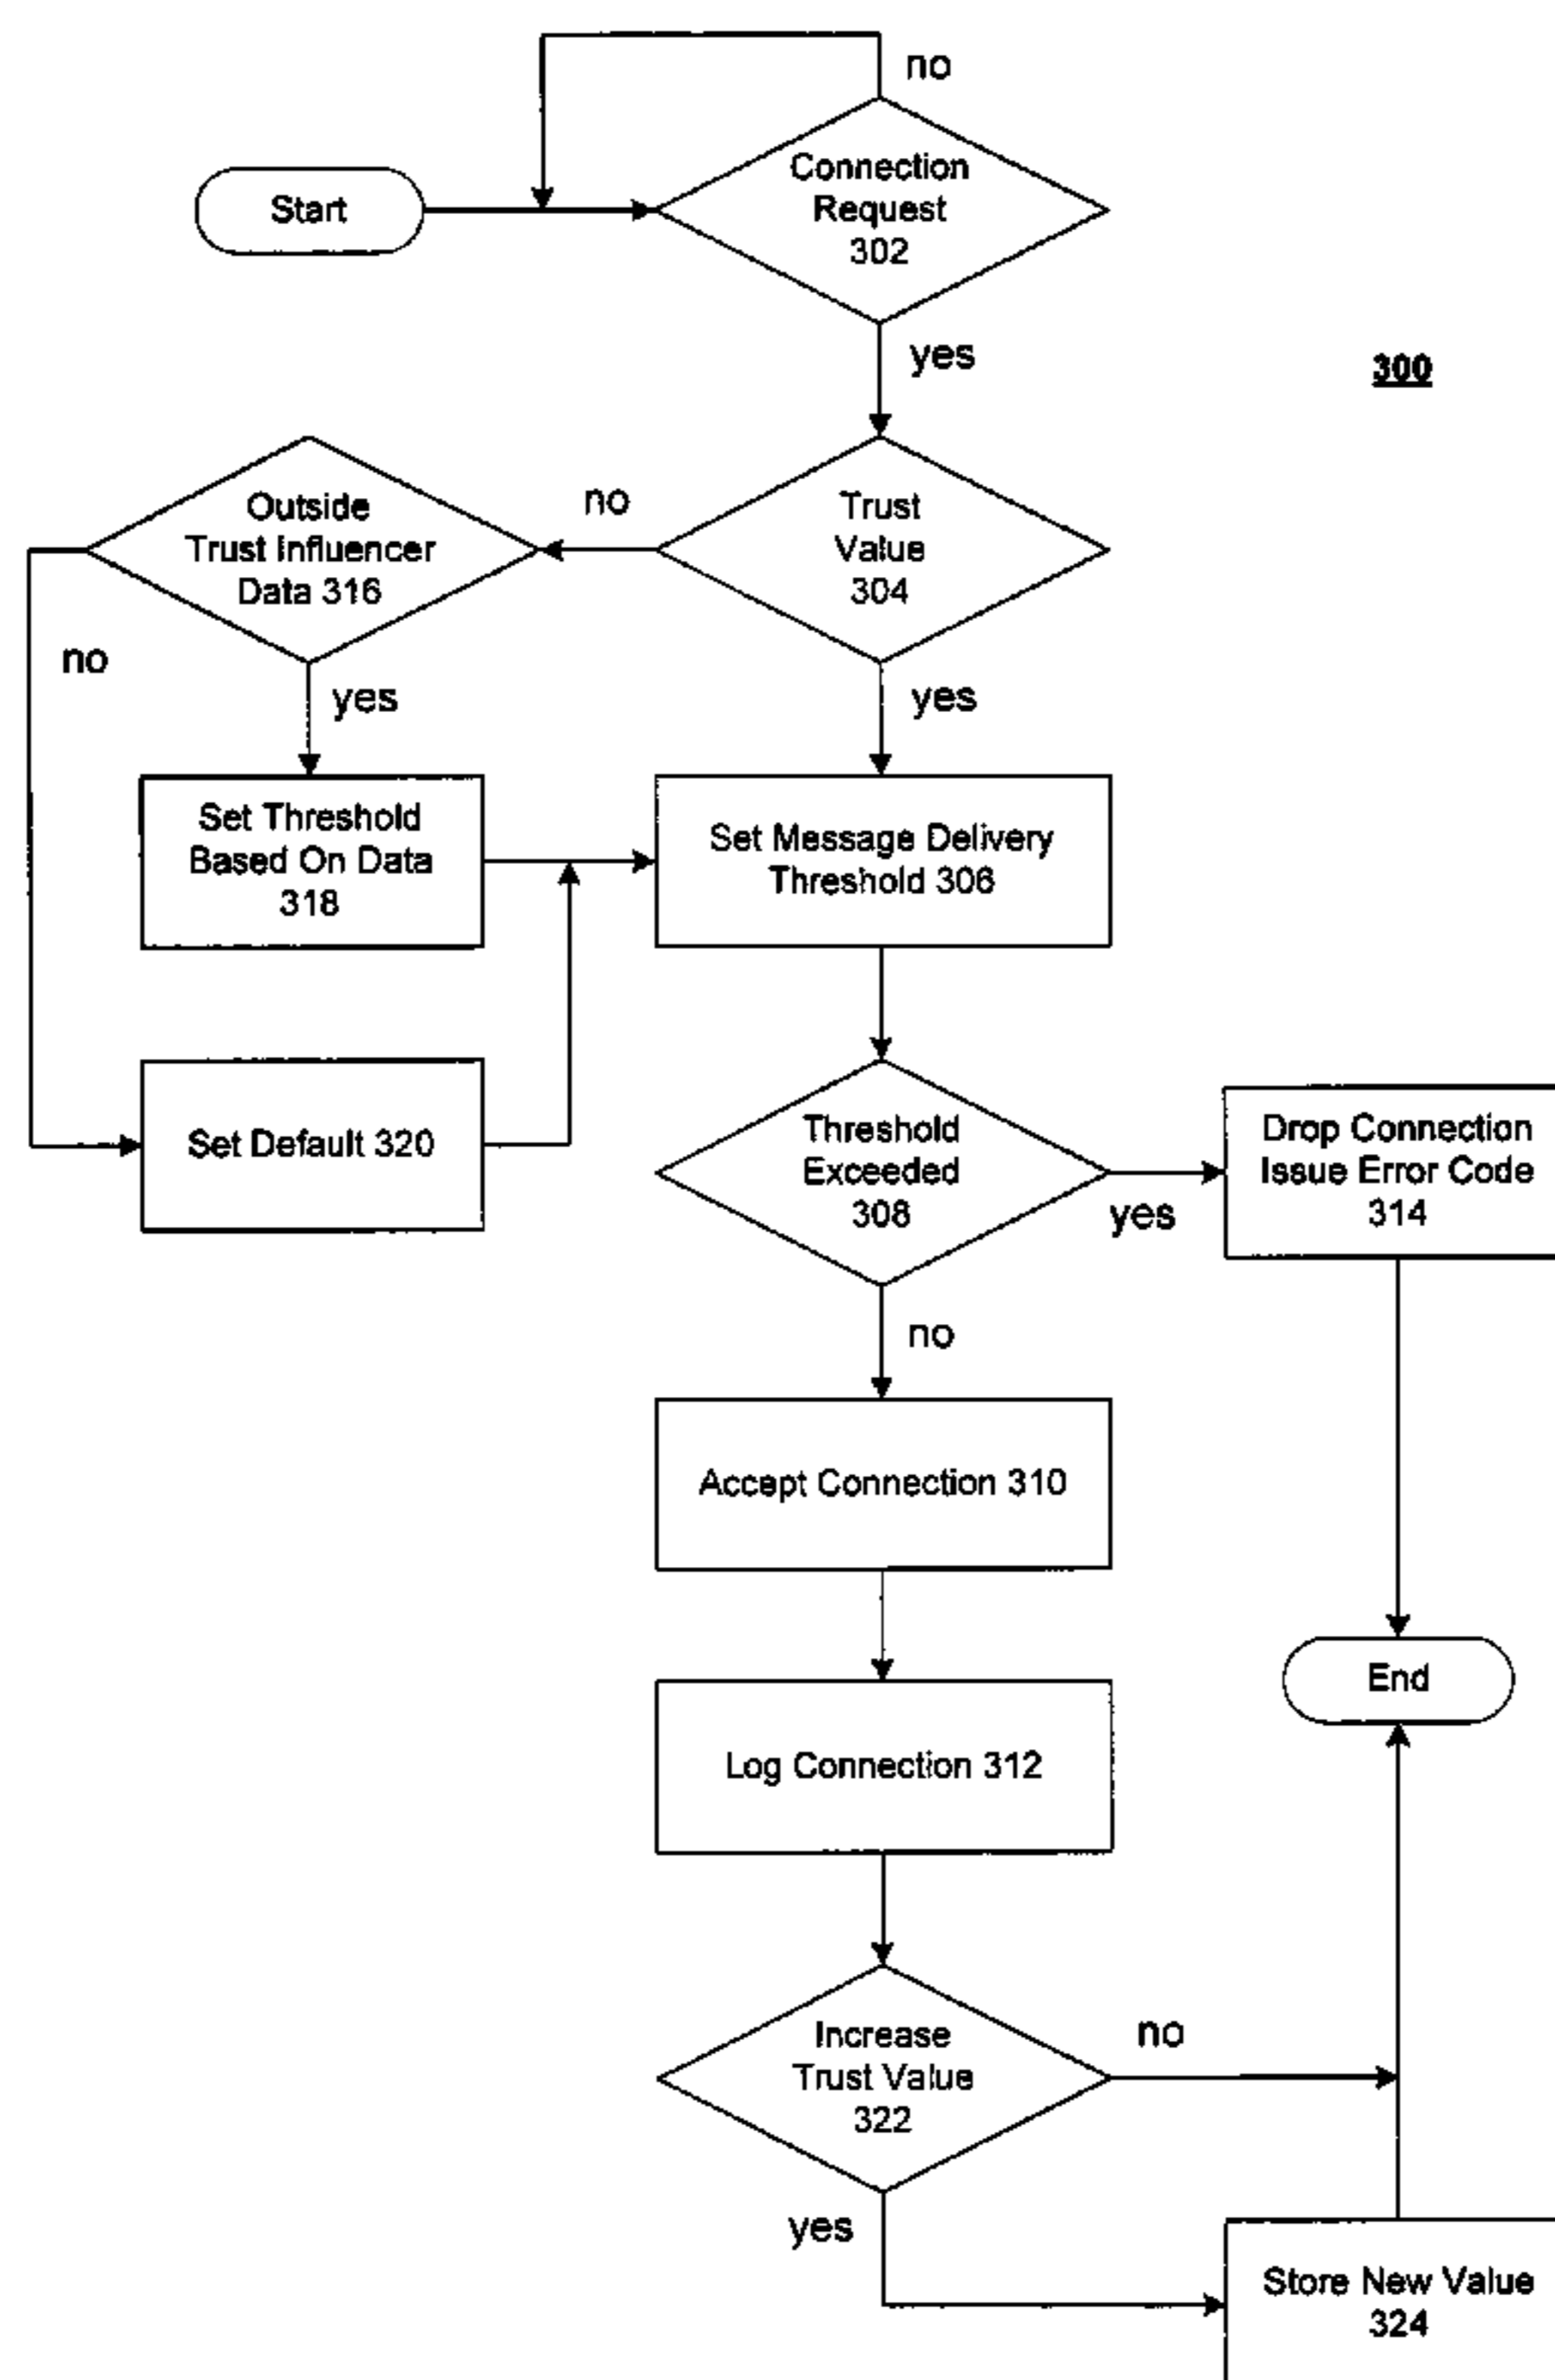 no
Connection
Request
302
Start
yes
300
Outside
Trust Influencer
Data 316
no
Trust
Value
304
no
yes
yes
Set Threshold
Based On Data
318
Set Message Delivery
Threshold 306
Set Default 320
Threshold
Exceeded
308
yes
Drop Connection
Issue Error Code
314
no
Accept Connection 310
End
Log Connection 312
Increase
Trust Value
322
no
yes
Store New Value
324